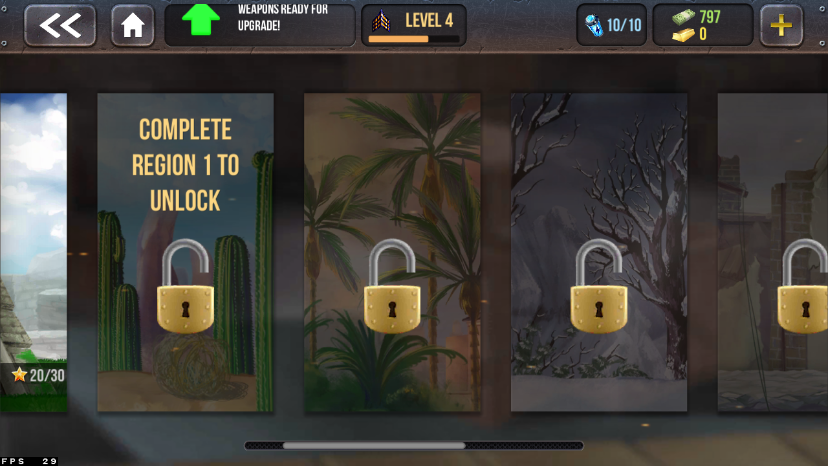 WEAPONS READY FOR
UPGRADE!
LEVEL 4
10/10
797
0
COMPLETE
REGION 1 TO
UNLOCK
20/30
FPS 29